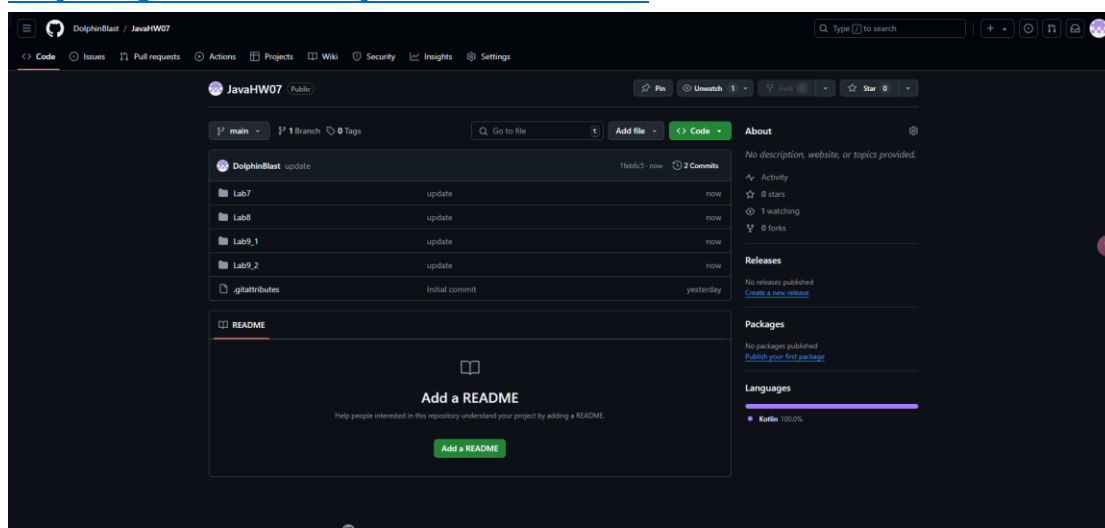 DolphinBlast / JavaHW07
Type / to search
Code Issues Pull requests Actions Projects Wiki Security Insights Settings
JavaHW07 Public
Pin Unwatch 1 Fork 0 Star 0
main 1 Branch 0 Tags Go to file t Add file Code
DolphinBlast update 1feb6c5 · now 2 Commits
Lab7 update now
Lab8 update now
Lab9_1 update now
Lab9_2 update now
.gitattributes Initial commit yesterday
README
Add a README
Help people interested in this repository understand your project by adding a README.
Add a README
About
No description, website, or topics provided.
Activity
0 stars
1 watching
0 forks
Releases
No releases published
Create a new release
Packages
No packages published
Publish your first package
Languages
Kotlin 100.0%